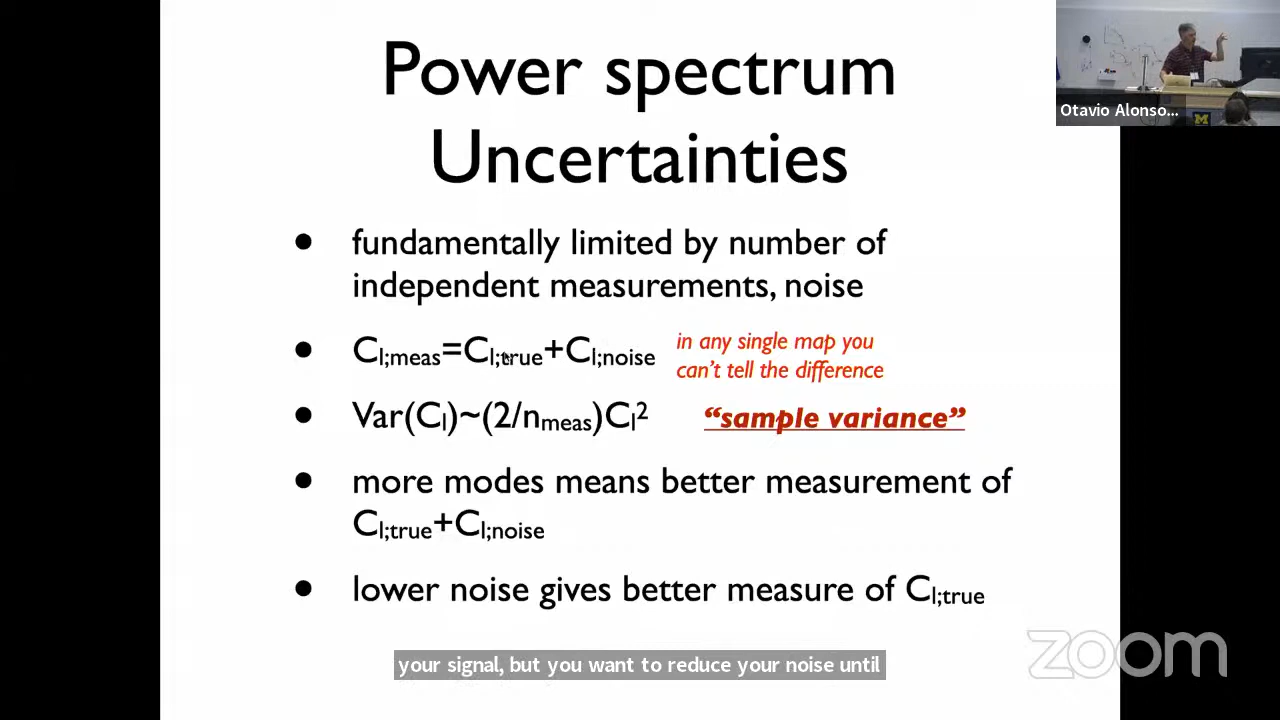 Power spectrum
Uncertainties
Otavio Alonso...
M
• fundamentally limited by number of
independent measurements, noise
• Cl;meas=Cl;true+Cl;noise
in any single map you
can't tell the difference
• Var(Cl)~(2/nmeas)Cl²
“sample variance”
• more modes means better measurement of
Cl;true+Cl;noise
• lower noise gives better measure of Cl;true
your signal, but you want to reduce your noise until
zoom